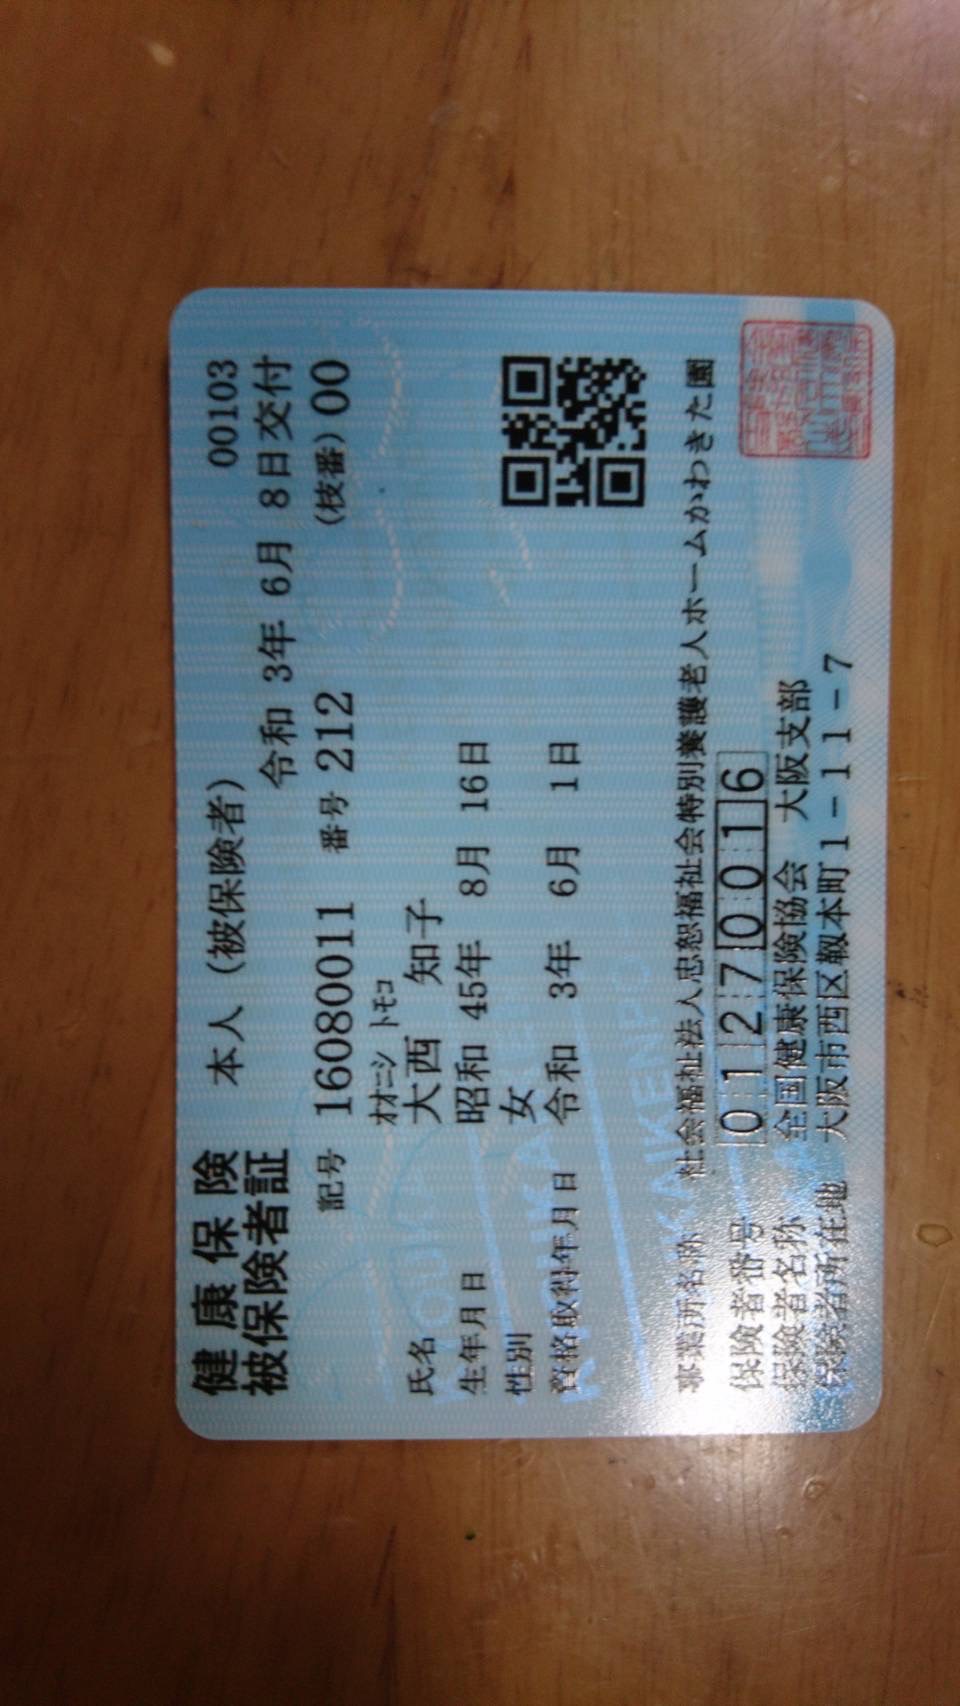 健康保険 本人(被保険者) 00103
被保険者証 令和 3年 6月 8日交付
記号 16080011 番号 212 (枝番) 00
オオニシ トモコ
氏名 大西 知子
生年月日 昭和 45年 8月 16日
性別 女
資格取得年月日 令和 3年 6月 1日
事業所名称 社会福祉法人忠恕福祉会特別養護老人ホームかわきた園
保険者番号 01270016
保険者名称 全国健康保険協会 大阪支部
保険者所在地 大阪市西区靱本町1-11-7